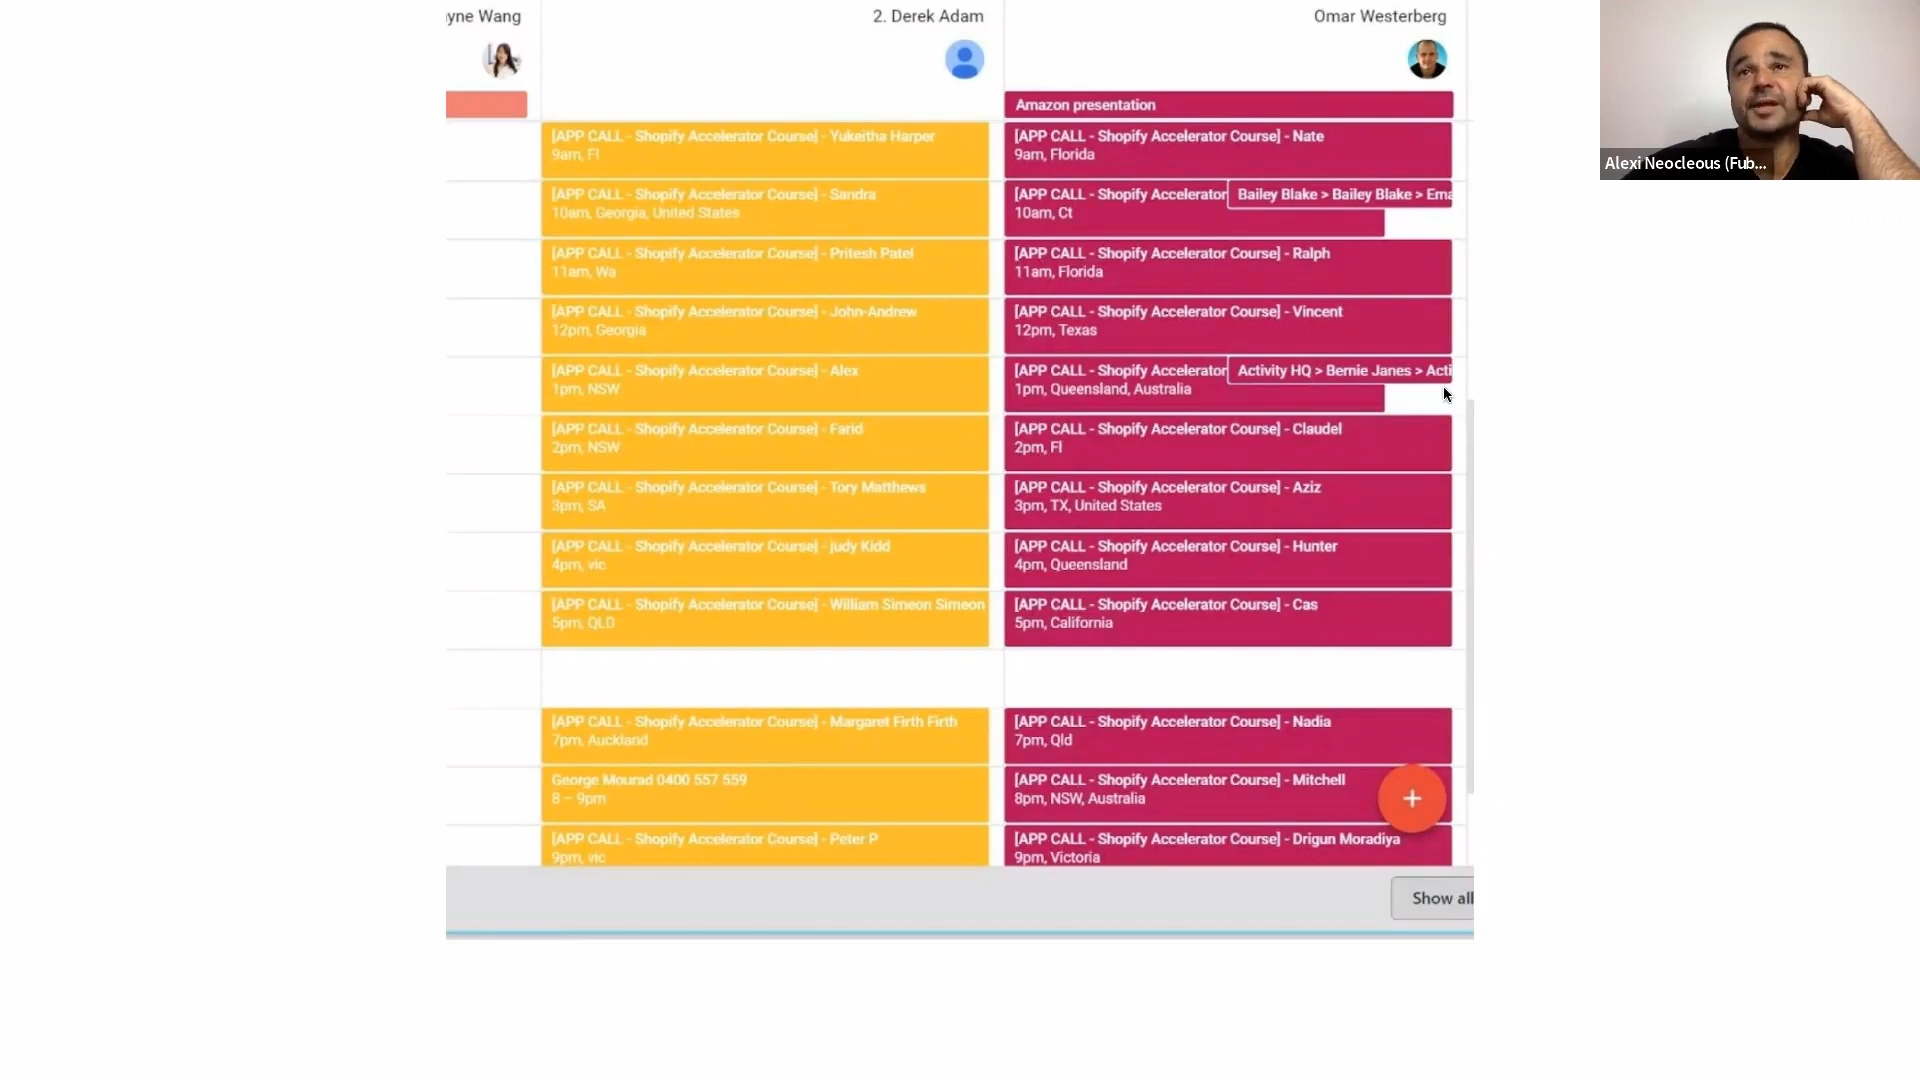 yne Wang
2. Derek Adam
Omar Westerberg
Amazon presentation
[APP CALL - Shopify Accelerator Course] - Yukeitha Harper
9am, Fl
[APP CALL - Shopify Accelerator Course] - Sandra
10am, Georgia, United States
[APP CALL - Shopify Accelerator Course] - Pritesh Patel
11am, Wa
[APP CALL - Shopify Accelerator Course] - John-Andrew
12pm, Georgia
[APP CALL - Shopify Accelerator Course] - Alex
1pm, NSW
[APP CALL - Shopify Accelerator Course] - Farid
2pm, NSW
[APP CALL - Shopify Accelerator Course] - Tory Matthews
3pm, SA
[APP CALL - Shopify Accelerator Course] - judy Kidd
4pm, vic
[APP CALL - Shopify Accelerator Course] - William Simeon Simeon
5pm, QLD
[APP CALL - Shopify Accelerator Course] - Margaret Firth Firth
7pm, Auckland
George Mourad 0400 557 559
8 – 9pm
[APP CALL - Shopify Accelerator Course] - Peter P
9pm, vic
[APP CALL - Shopify Accelerator Course] - Nate
9am, Florida
[APP CALL - Shopify Accelerator
10am, Ct
Bailey Blake > Bailey Blake > Ema
[APP CALL - Shopify Accelerator Course] - Ralph
11am, Florida
[APP CALL - Shopify Accelerator Course] - Vincent
12pm, Texas
[APP CALL - Shopify Accelerator
1pm, Queensland, Australia
Activity HQ > Bernie Janes > Acti
[APP CALL - Shopify Accelerator Course] - Claudel
2pm, Fl
[APP CALL - Shopify Accelerator Course] - Aziz
3pm, TX, United States
[APP CALL - Shopify Accelerator Course] - Hunter
4pm, Queensland
[APP CALL - Shopify Accelerator Course] - Cas
5pm, California
[APP CALL - Shopify Accelerator Course] - Nadia
7pm, Qld
[APP CALL - Shopify Accelerator Course] - Mitchell
8pm, NSW, Australia
[APP CALL - Shopify Accelerator Course] - Drigun Moradiya
9pm, Victoria
+
Show all
Alexi Neocleous (Fub...